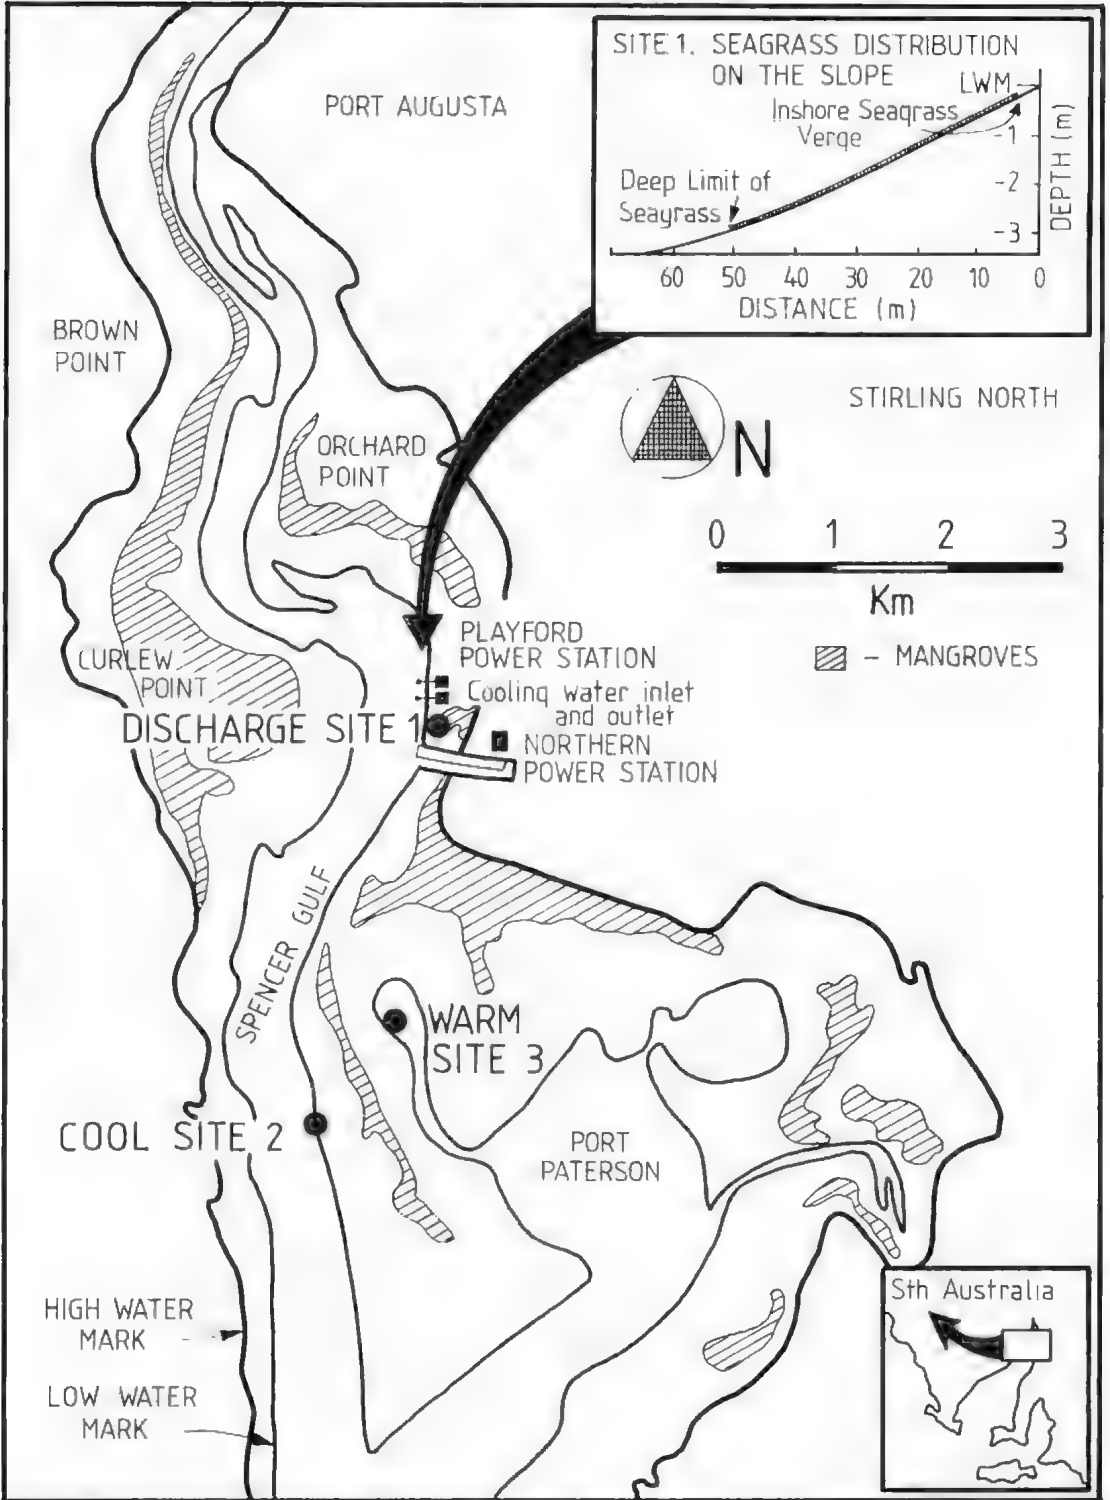 SITE 1. SEAGRASS DISTRIBUTION
ON THE SLOPE
LWM
Inshore Seagrass
Verge
-1
-2
-3
DEPTH (m)
Deep Limit of
Seagrass
60 50 40 30 20 10 0
DISTANCE (m)
PORT AUGUSTA
BROWN
POINT
STIRLING NORTH
ORCHARD
POINT
N
0 1 2 3
Km
- MANGROVES
PLAYFORD
POWER STATION
Cooling water inlet
and outlet
CURLEW
POINT
DISCHARGE SITE 1
NORTHERN
POWER STATION
SPENCER GULF
WARM
SITE 3
COOL SITE 2
PORT
PATERSON
HIGH WATER
MARK
LOW WATER
MARK
Sth Australia